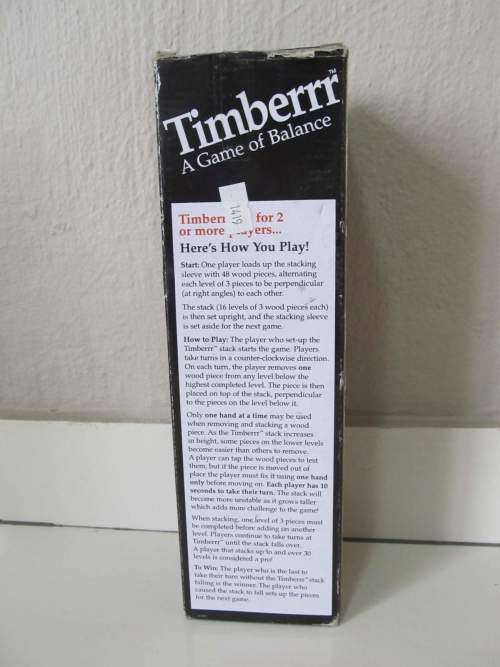 Timberrr™
A Game of Balance
1419
for 2
or more
Here's How You Play!
Start: One player loads up the stacking
sleeve with 48 wood pieces, alternating
each level of 3 pieces to be perpendicular
(at right angles) to each other.
The stack (16 levels of 3 wood pieces each)
is then set upright, and the stacking sleeve
is set aside for the next game.
How to Play: The player who set-up the
Timberrr™ stack starts the game. Players
take turns in a counter-clockwise direction.
On each turn, the player removes one
wood piece from any level below the
highest completed level. The piece is then
placed on top of the stack, perpendicular
to the pieces on the level below it.
Only one hand at a time may be used
when removing and stacking a wood
piece. As the Timberrr™ stack increases
in height, some pieces on the lower levels
become easier than others to remove.
A player can tap the wood pieces to test
them, but if the piece is moved out of
place the player must fix it using one hand
only before moving on. Each player has 10
seconds to take their turn. The stack will
become more unstable as it grows taller
which adds more challenge to the game!
When stacking, one level of 3 pieces must
be completed before adding on another
level. Players continue to take turns at
Timberrr™ until the stack falls over.
A player that stacks up to and over 30
levels is considered a pro!
To Win: The player who is the last to
take their turn without the Timberrr™ stack
falling is the winner. The player who
caused the stack to fall sets up the pieces
for the next game.